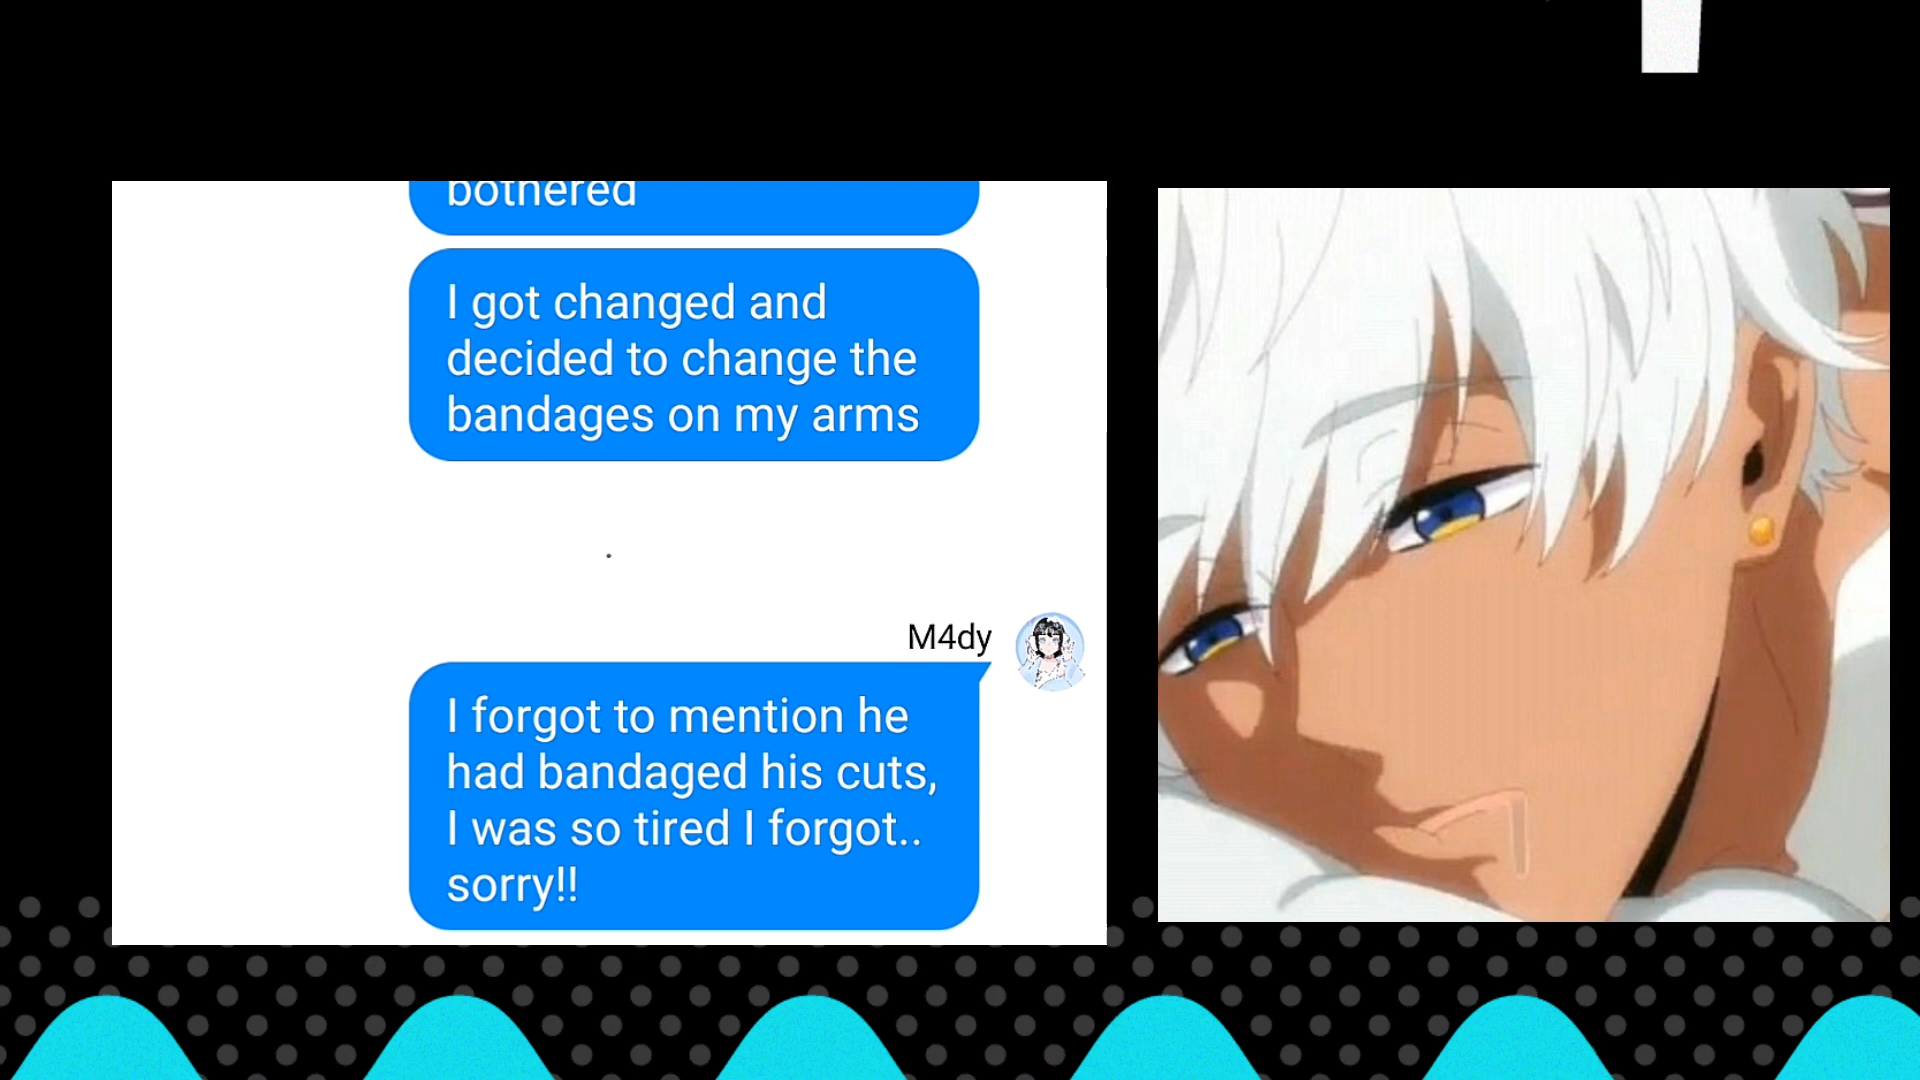 bothered
I got changed and
decided to change the
bandages on my arms
M4dy
I forgot to mention he
had bandaged his cuts,
I was so tired I forgot..
sorry!!